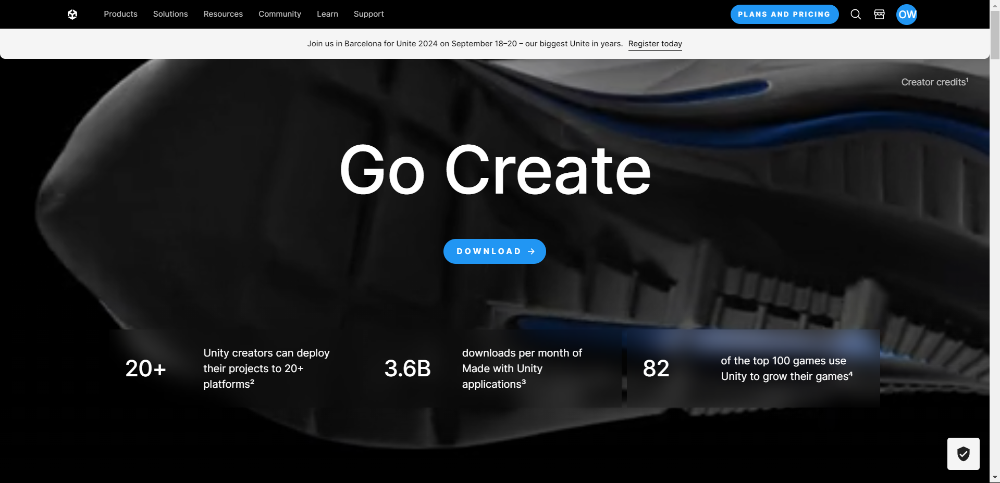 Products Solutions Resources Community Learn Support PLANS AND PRICING OW
Join us in Barcelona for Unite 2024 on September 18–20 – our biggest Unite in years. Register today
Creator credits¹
Go Create
DOWNLOAD →
20+
Unity creators can deploy
their projects to 20+
platforms²
3.6B
downloads per month of
Made with Unity
applications³
82
of the top 100 games use
Unity to grow their games⁴